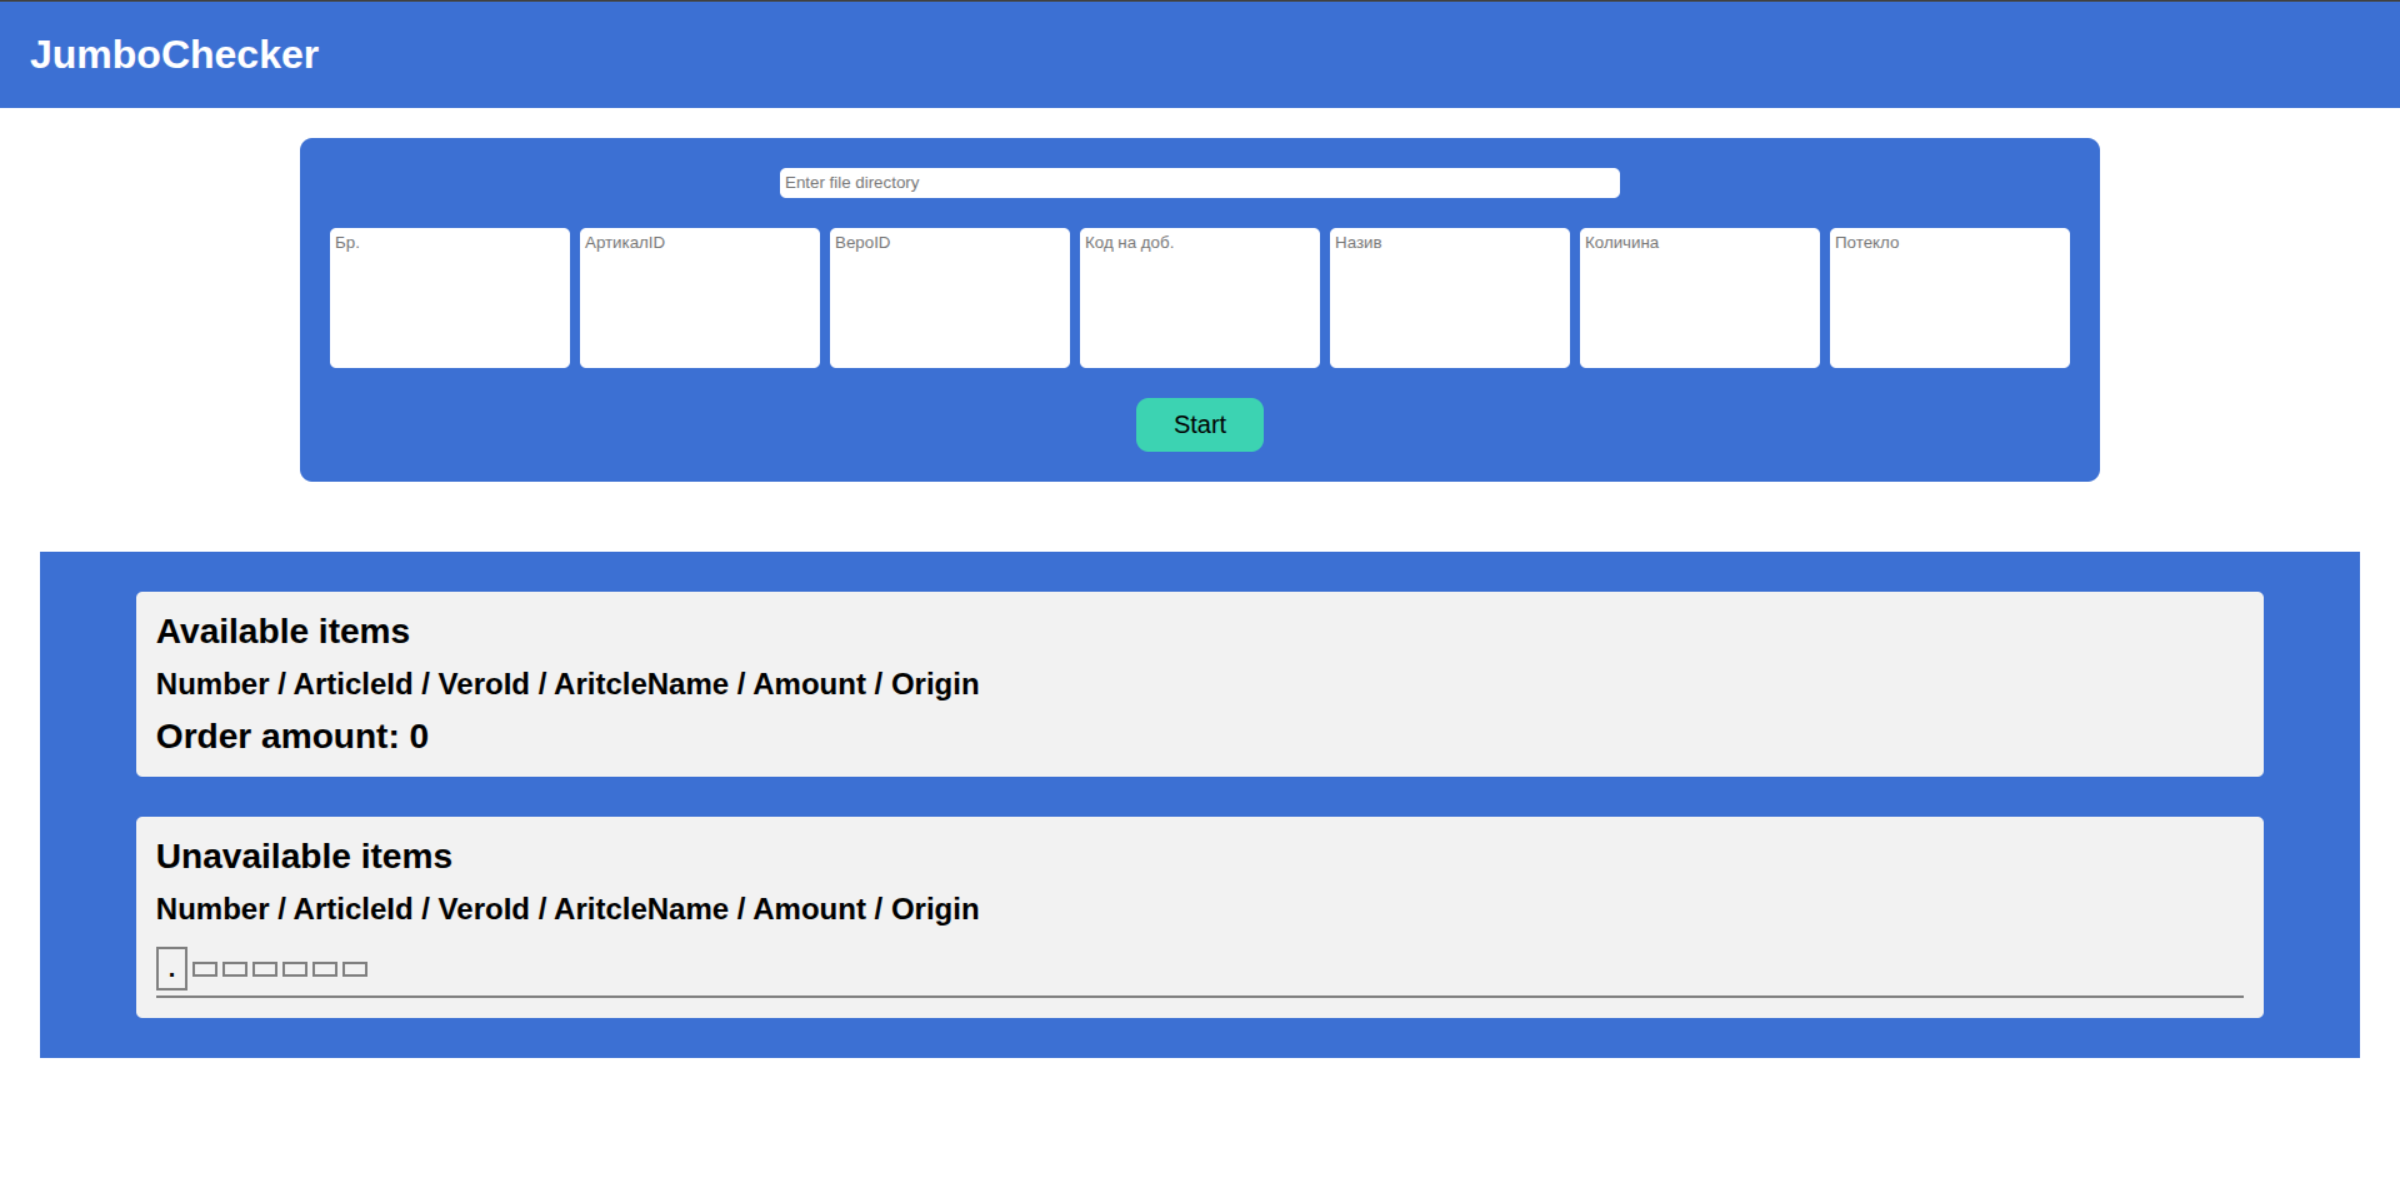 JumboChecker
Enter file directory
Бр. АртикалID ВероID Код на доб. Назив Количина Потекло
Start
Available items
Number / ArticleId / VeroId / AritcleName / Amount / Origin
Order amount: 0
Unavailable items
Number / ArticleId / VeroId / AritcleName / Amount / Origin
.